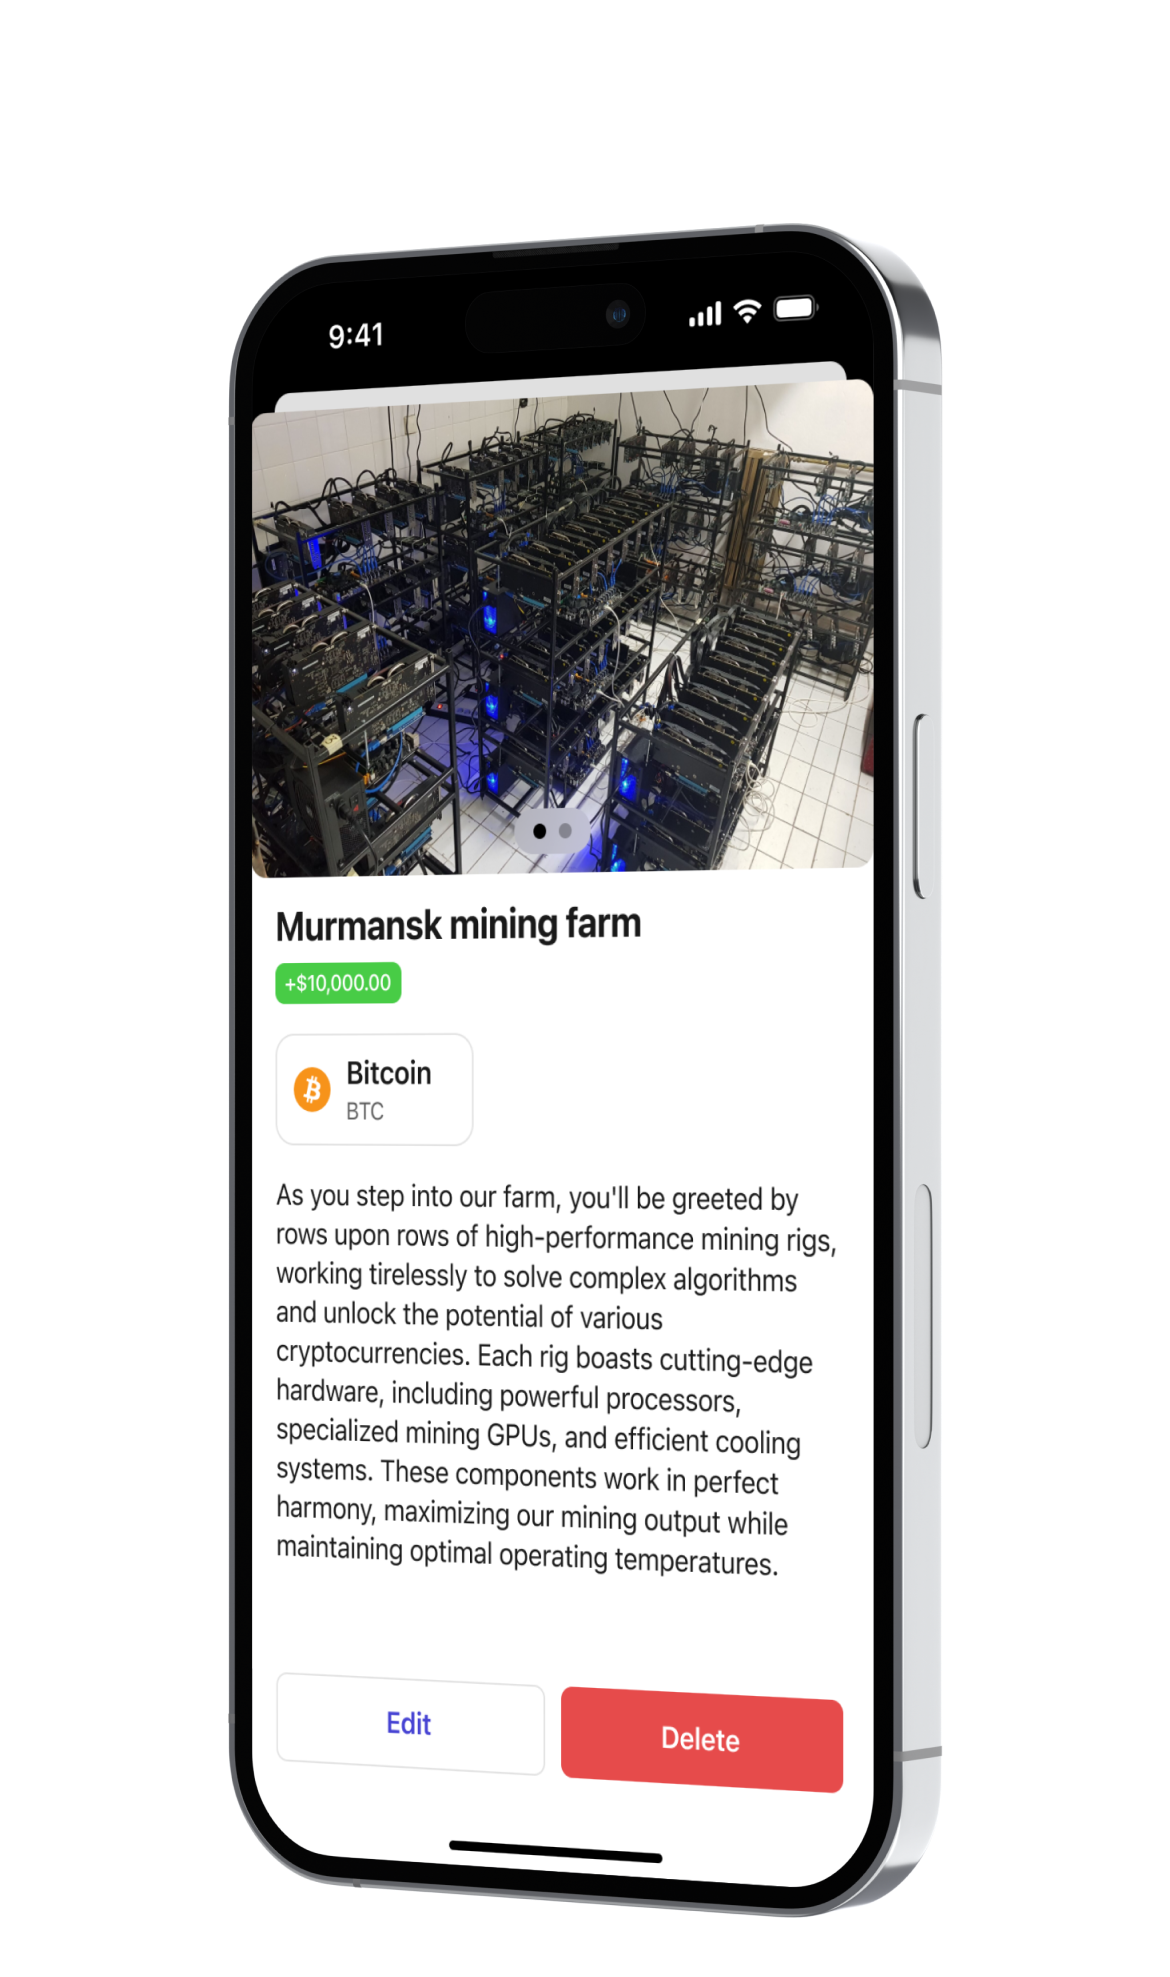 9:41
Murmansk mining farm
+$10,000.00
Bitcoin
BTC
As you step into our farm, you'll be greeted by
rows upon rows of high-performance mining rigs,
working tirelessly to solve complex algorithms
and unlock the potential of various
cryptocurrencies. Each rig boasts cutting-edge
hardware, including powerful processors,
specialized mining GPUs, and efficient cooling
systems. These components work in perfect
harmony, maximizing our mining output while
maintaining optimal operating temperatures.
Edit
Delete